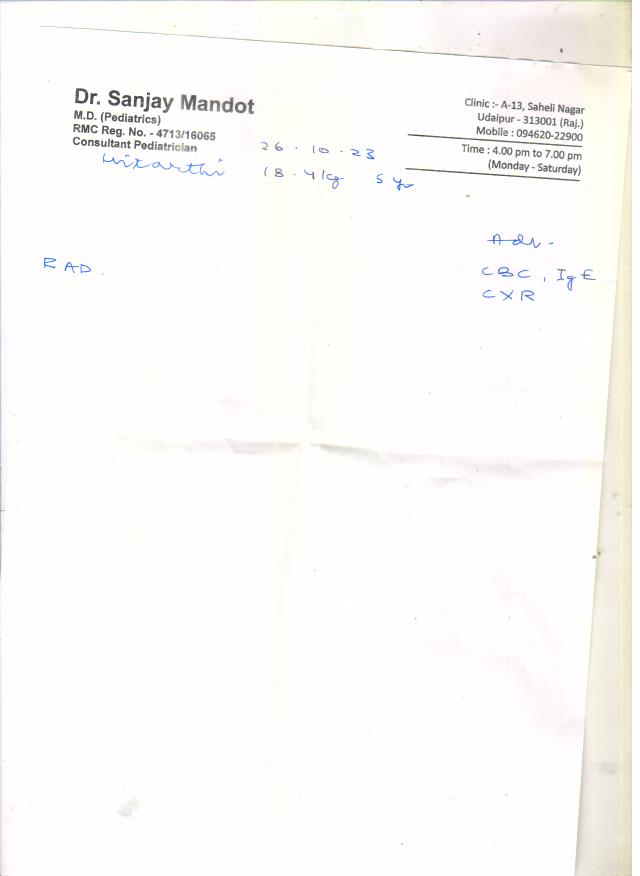 Dr. Sanjay Mandot
M.D. (Pediatrics)
RMC Reg. No. - 4713/16065
Consultant Pediatrician
Clinic :- A-13, Saheli Nagar
Udaipur - 313001 (Raj.)
Mobile : 094620-22900
Time : 4.00 pm to 7.00 pm
(Monday - Saturday)
26.10.23
18.4 kg 5 yr
Adv -
RAD.
CBC, IgE
CXR